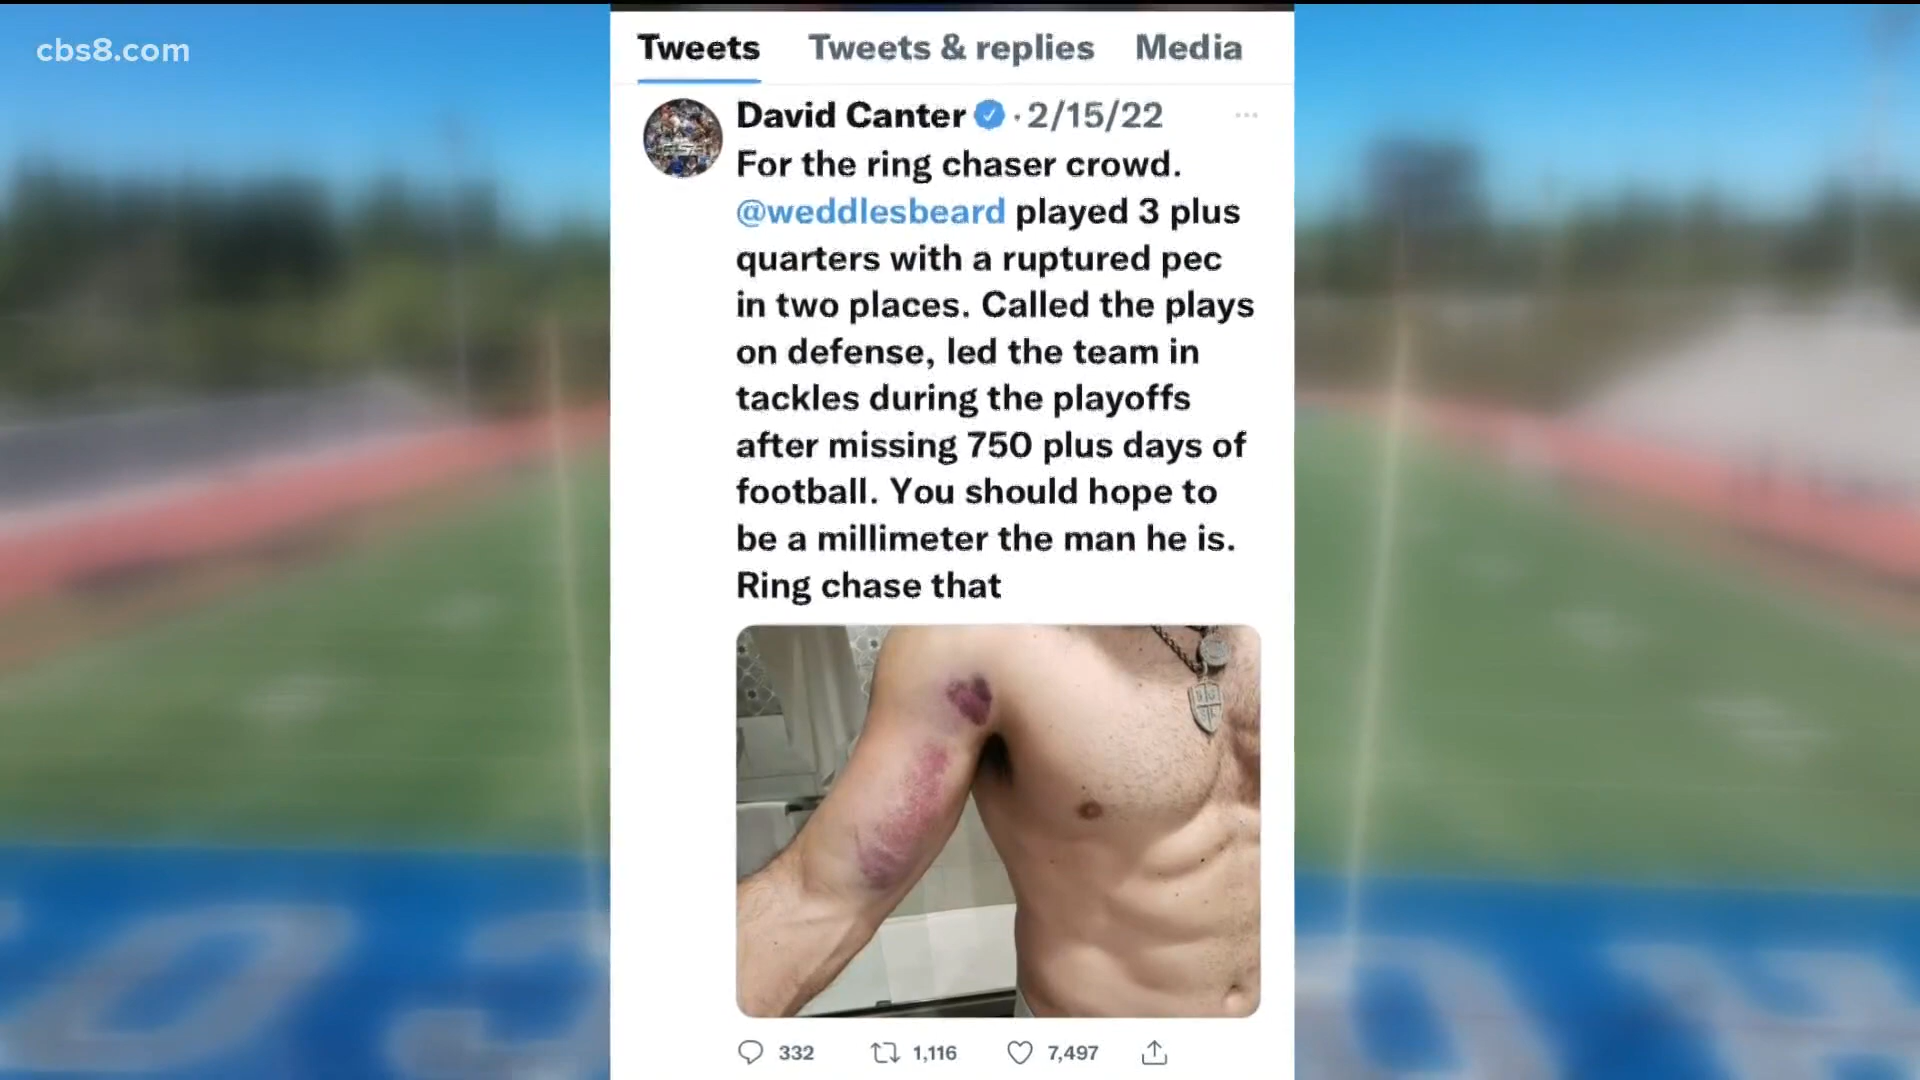 cbs8.com
Tweets Tweets & replies Media
David Canter · 2/15/22
For the ring chaser crowd.
@weddlesbeard played 3 plus
quarters with a ruptured pec
in two places. Called the plays
on defense, led the team in
tackles during the playoffs
after missing 750 plus days of
football. You should hope to
be a millimeter the man he is.
Ring chase that
332 1,116 7,497